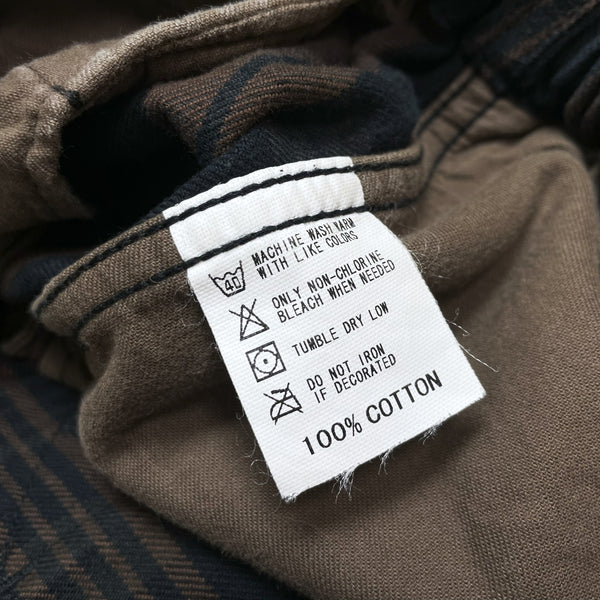 MACHINE WASH WARM
WITH LIKE COLORS
40
ONLY NON-CHLORINE
BLEACH WHEN NEEDED
TUMBLE DRY LOW
DO NOT IRON
IF DECORATED
100% COTTON